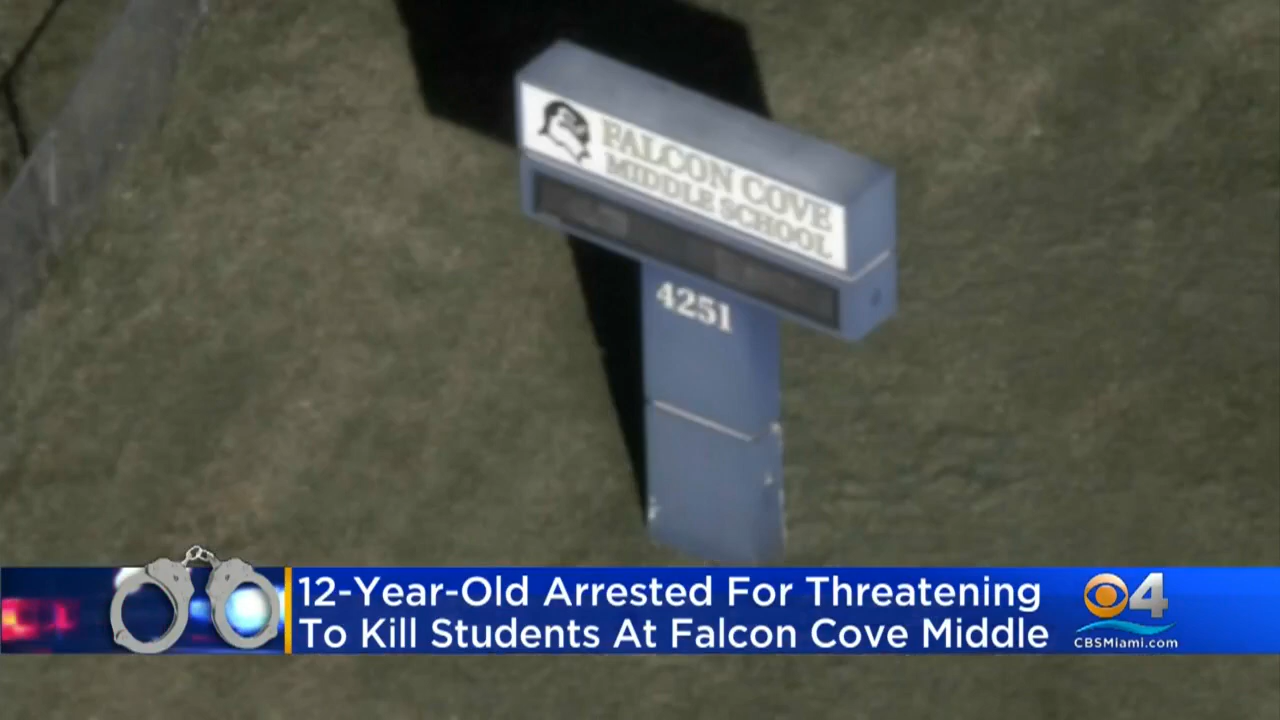 FALCON COVE
MIDDLE SCHOOL
4251
12-Year-Old Arrested For Threatening
To Kill Students At Falcon Cove Middle
4
CBSMiami.com